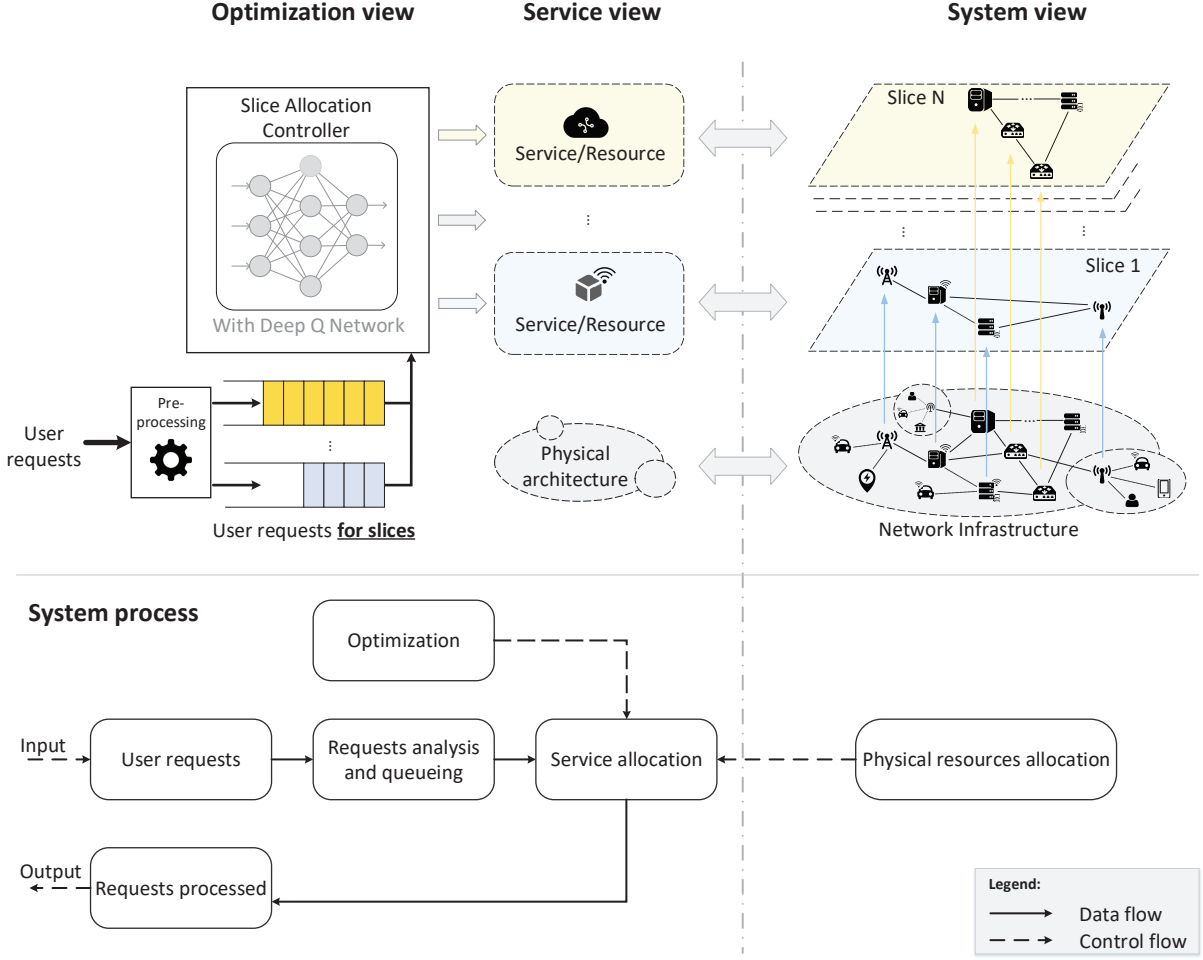 Optimization view
Service view
System view
Slice Allocation
Controller
With Deep Q Network
Service/Resource
Service/Resource
Slice N
Slice 1
Pre-
processing
User
requests
User requests for slices
Physical
architecture
Network Infrastructure
System process
Optimization
Input
User requests
Requests analysis
and queueing
Service allocation
Physical resources allocation
Output
Requests processed
Legend:
Data flow
Control flow